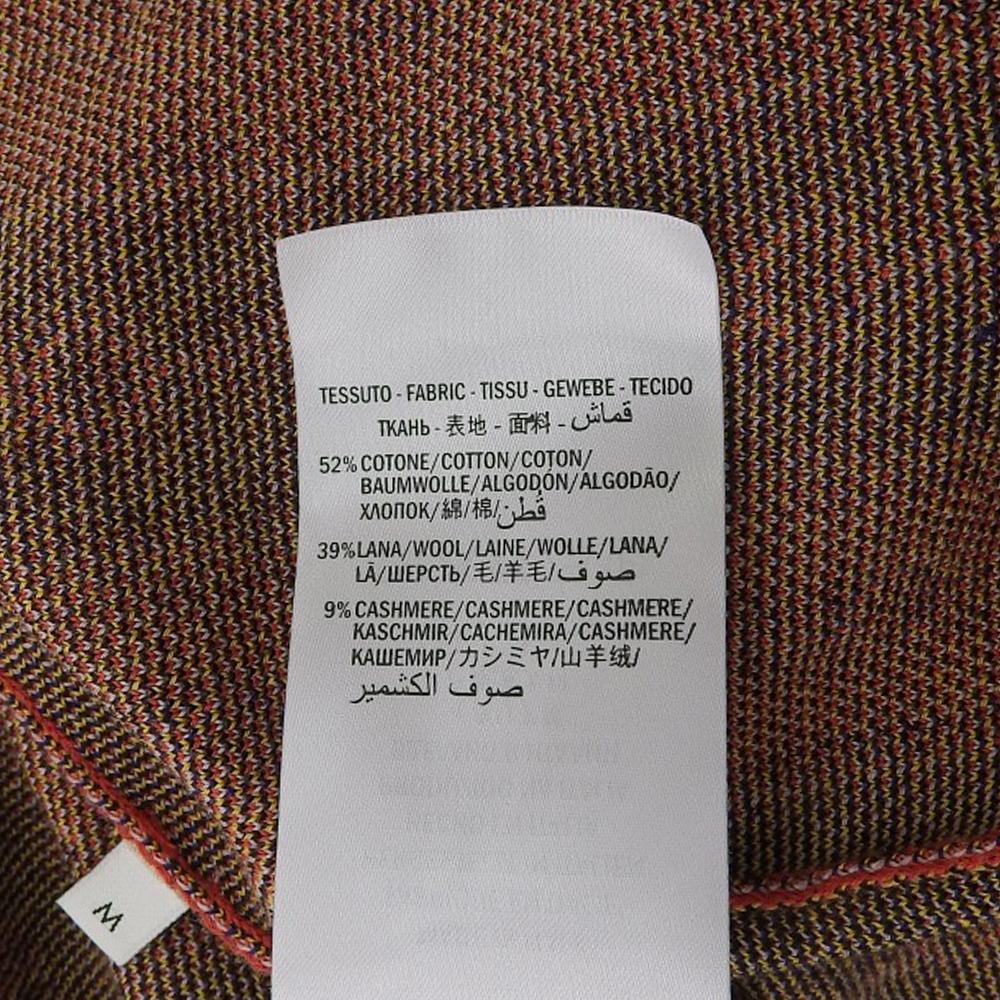 TESSUTO - FABRIC - TISSU - GEWEBE - TECIDO
ТКАНЬ - 表地 - 面料 - قماش
52% COTONE/COTTON/COTON/
BAUMWOLLE/ALGODÓN/ALGODÃO/
ХЛОПОК/綿/棉/قُطن
39% LANA/WOOL/LAINE/WOLLE/LANA/
LÃ/ШЕРСТЬ/毛/羊毛/صوف
9% CASHMERE/CASHMERE/CASHMERE/
KASCHMIR/CACHEMIRA/CASHMERE/
КАШЕМИР/カシミヤ/山羊绒/
صوف الكشمير
M